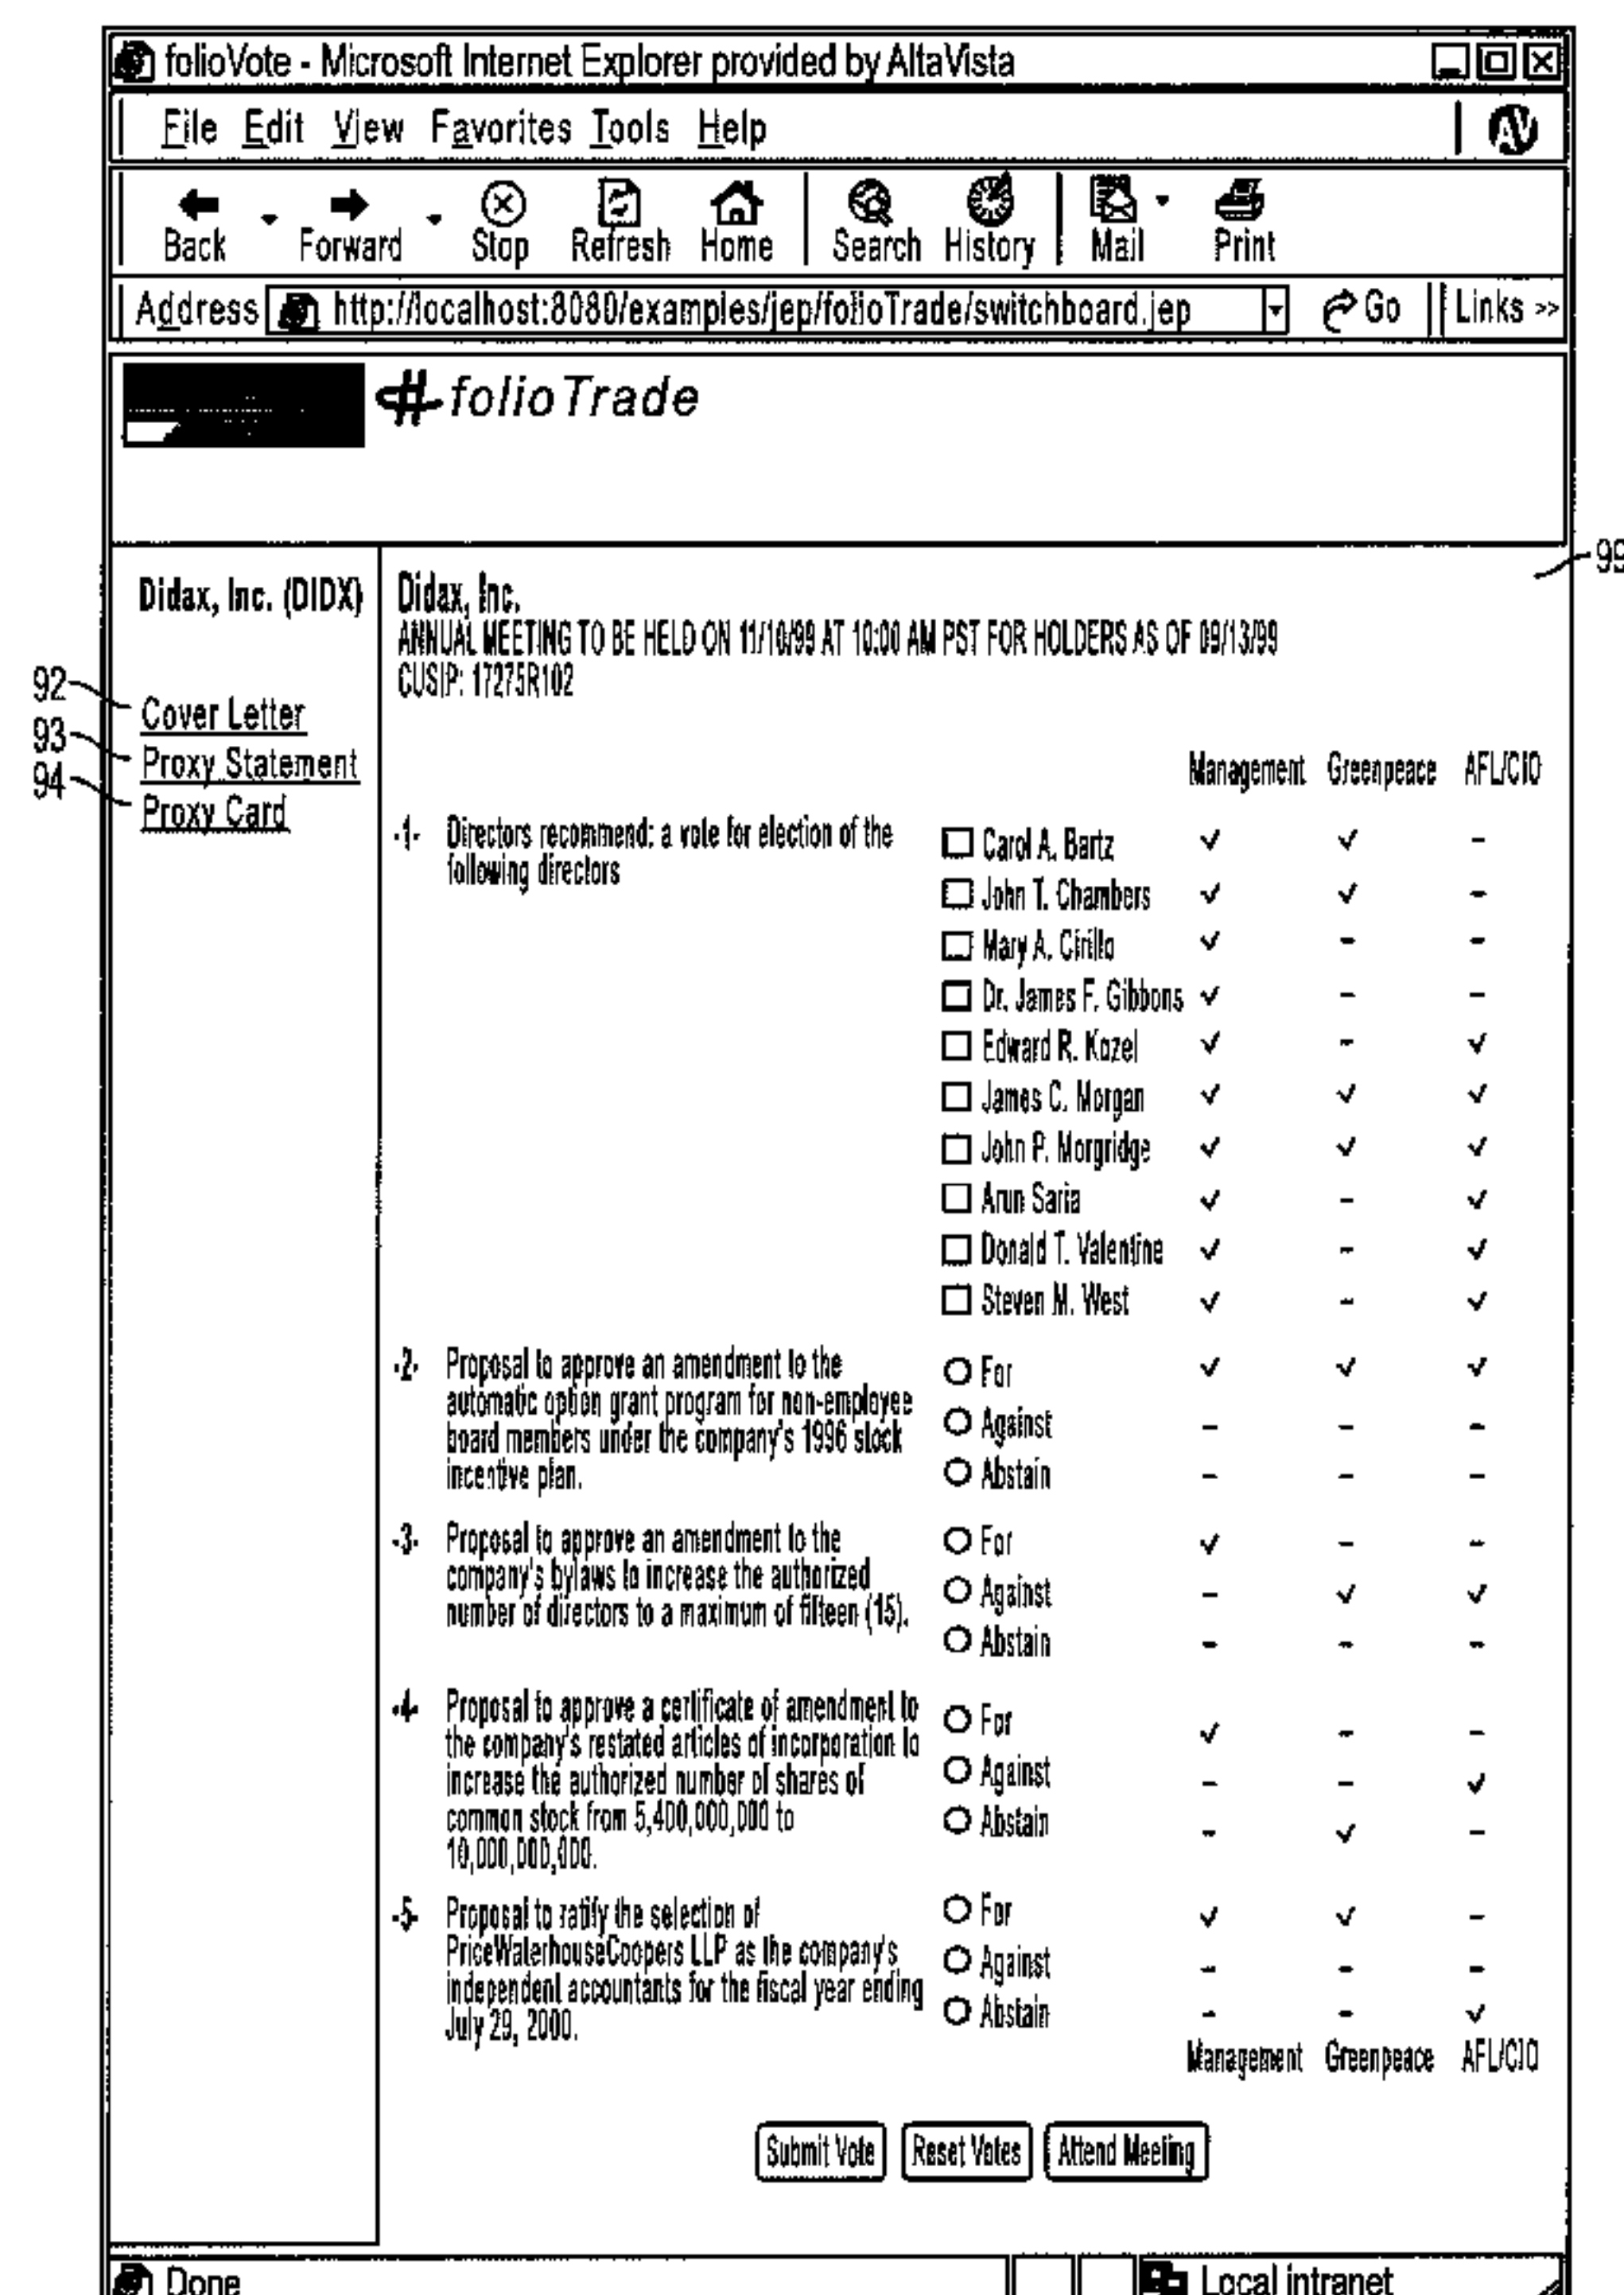 folioVote - Microsoft Internet Explorer provided by AltaVista
File Edit View Favorites Tools Help
AV
Back Forward Stop Refresh Home Search History Mail Print
Address http://localhost:8080/examples/jep/folioTrade/switchboard.jep Go Links >>
folioTrade
99
Didax, Inc. (DIDX)
92 Cover Letter
93 Proxy Statement
94 Proxy Card
Didax, Inc.
ANNUAL MEETING TO BE HELD ON 11/10/99 AT 10:00 AM PST FOR HOLDERS AS OF 09/13/99
CUSIP: 17275R102
Management Greenpeace AFL/CIO
-1- Directors recommend: a vote for election of the
following directors
Carol A. Bartz ✓ ✓ -
John T. Chambers ✓ ✓ -
Mary A. Cirillo ✓ - -
Dr. James F. Gibbons ✓ - -
Edward R. Kozel ✓ - ✓
James C. Morgan ✓ ✓ ✓
John P. Morgridge ✓ ✓ ✓
Arun Saria ✓ - ✓
Donald T. Valentine ✓ - ✓
Steven M. West ✓ - ✓
-2- Proposal to approve an amendment to the
automatic option grant program for non-employee
board members under the company's 1996 stock
incentive plan.
For ✓ ✓ ✓
Against - - -
Abstain - - -
-3- Proposal to approve an amendment to the
company's bylaws to increase the authorized
number of directors to a maximum of fifteen (15).
For ✓ - -
Against - ✓ ✓
Abstain - - -
-4- Proposal to approve a certificate of amendment to
the company's restated articles of incorporation to
increase the authorized number of shares of
common stock from 5,400,000,000 to
10,000,000,000.
For ✓ - -
Against - - ✓
Abstain - ✓ -
-5- Proposal to ratify the selection of
PriceWaterhouseCoopers LLP as the company's
independent accountants for the fiscal year ending
July 29, 2000.
For ✓ ✓ -
Against - - -
Abstain - - ✓
Management Greenpeace AFL/CIO
Submit Vote Reset Votes Attend Meeting
Done Local intranet